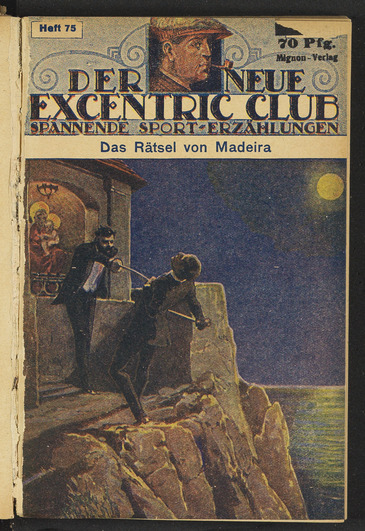 Heft 75
70 Pfg.
Mignon-Verlag
DER NEUE
EXCENTRIC CLUB
SPANNENDE SPORT-ERZÄHLUNGEN
Das Rätsel von Madeira